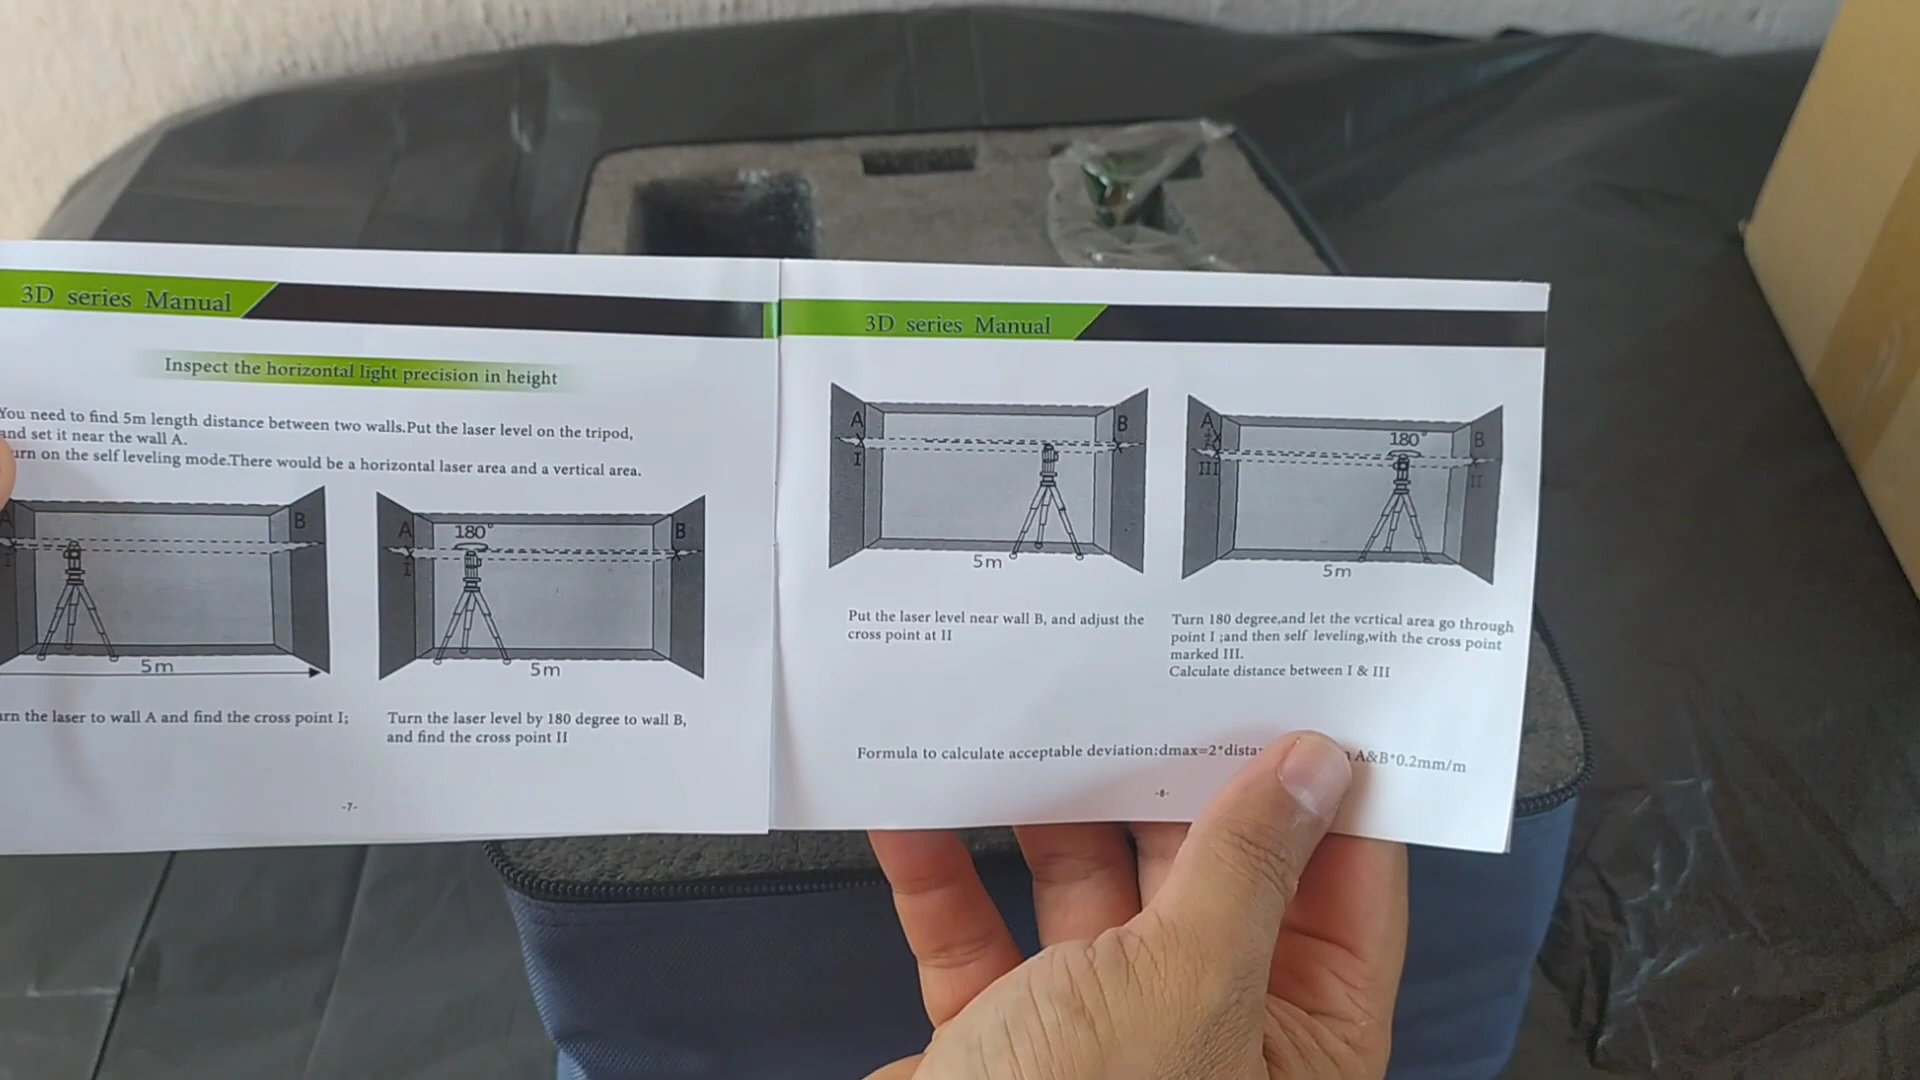 3D series Manual
Inspect the horizontal light precision in height
You need to find 5m length distance between two walls.Put the laser level on the tripod,
and set it near the wall A.
urn on the self leveling mode.There would be a horizontal laser area and a vertical area.
A
B
I
5m
A
180°
B
I
5m
urn the laser to wall A and find the cross point I;
Turn the laser level by 180 degree to wall B,
and find the cross point II
-7-
3D series Manual
A
B
I
5m
A
180°
B
III
II
5m
Put the laser level near wall B, and adjust the
cross point at II
Turn 180 degree,and let the vcrtical area go through
point I ;and then self leveling,with the cross point
marked III.
Calculate distance between I & III
Formula to calculate acceptable deviation:dmax=2*dista A&B*0.2mm/m
-8-